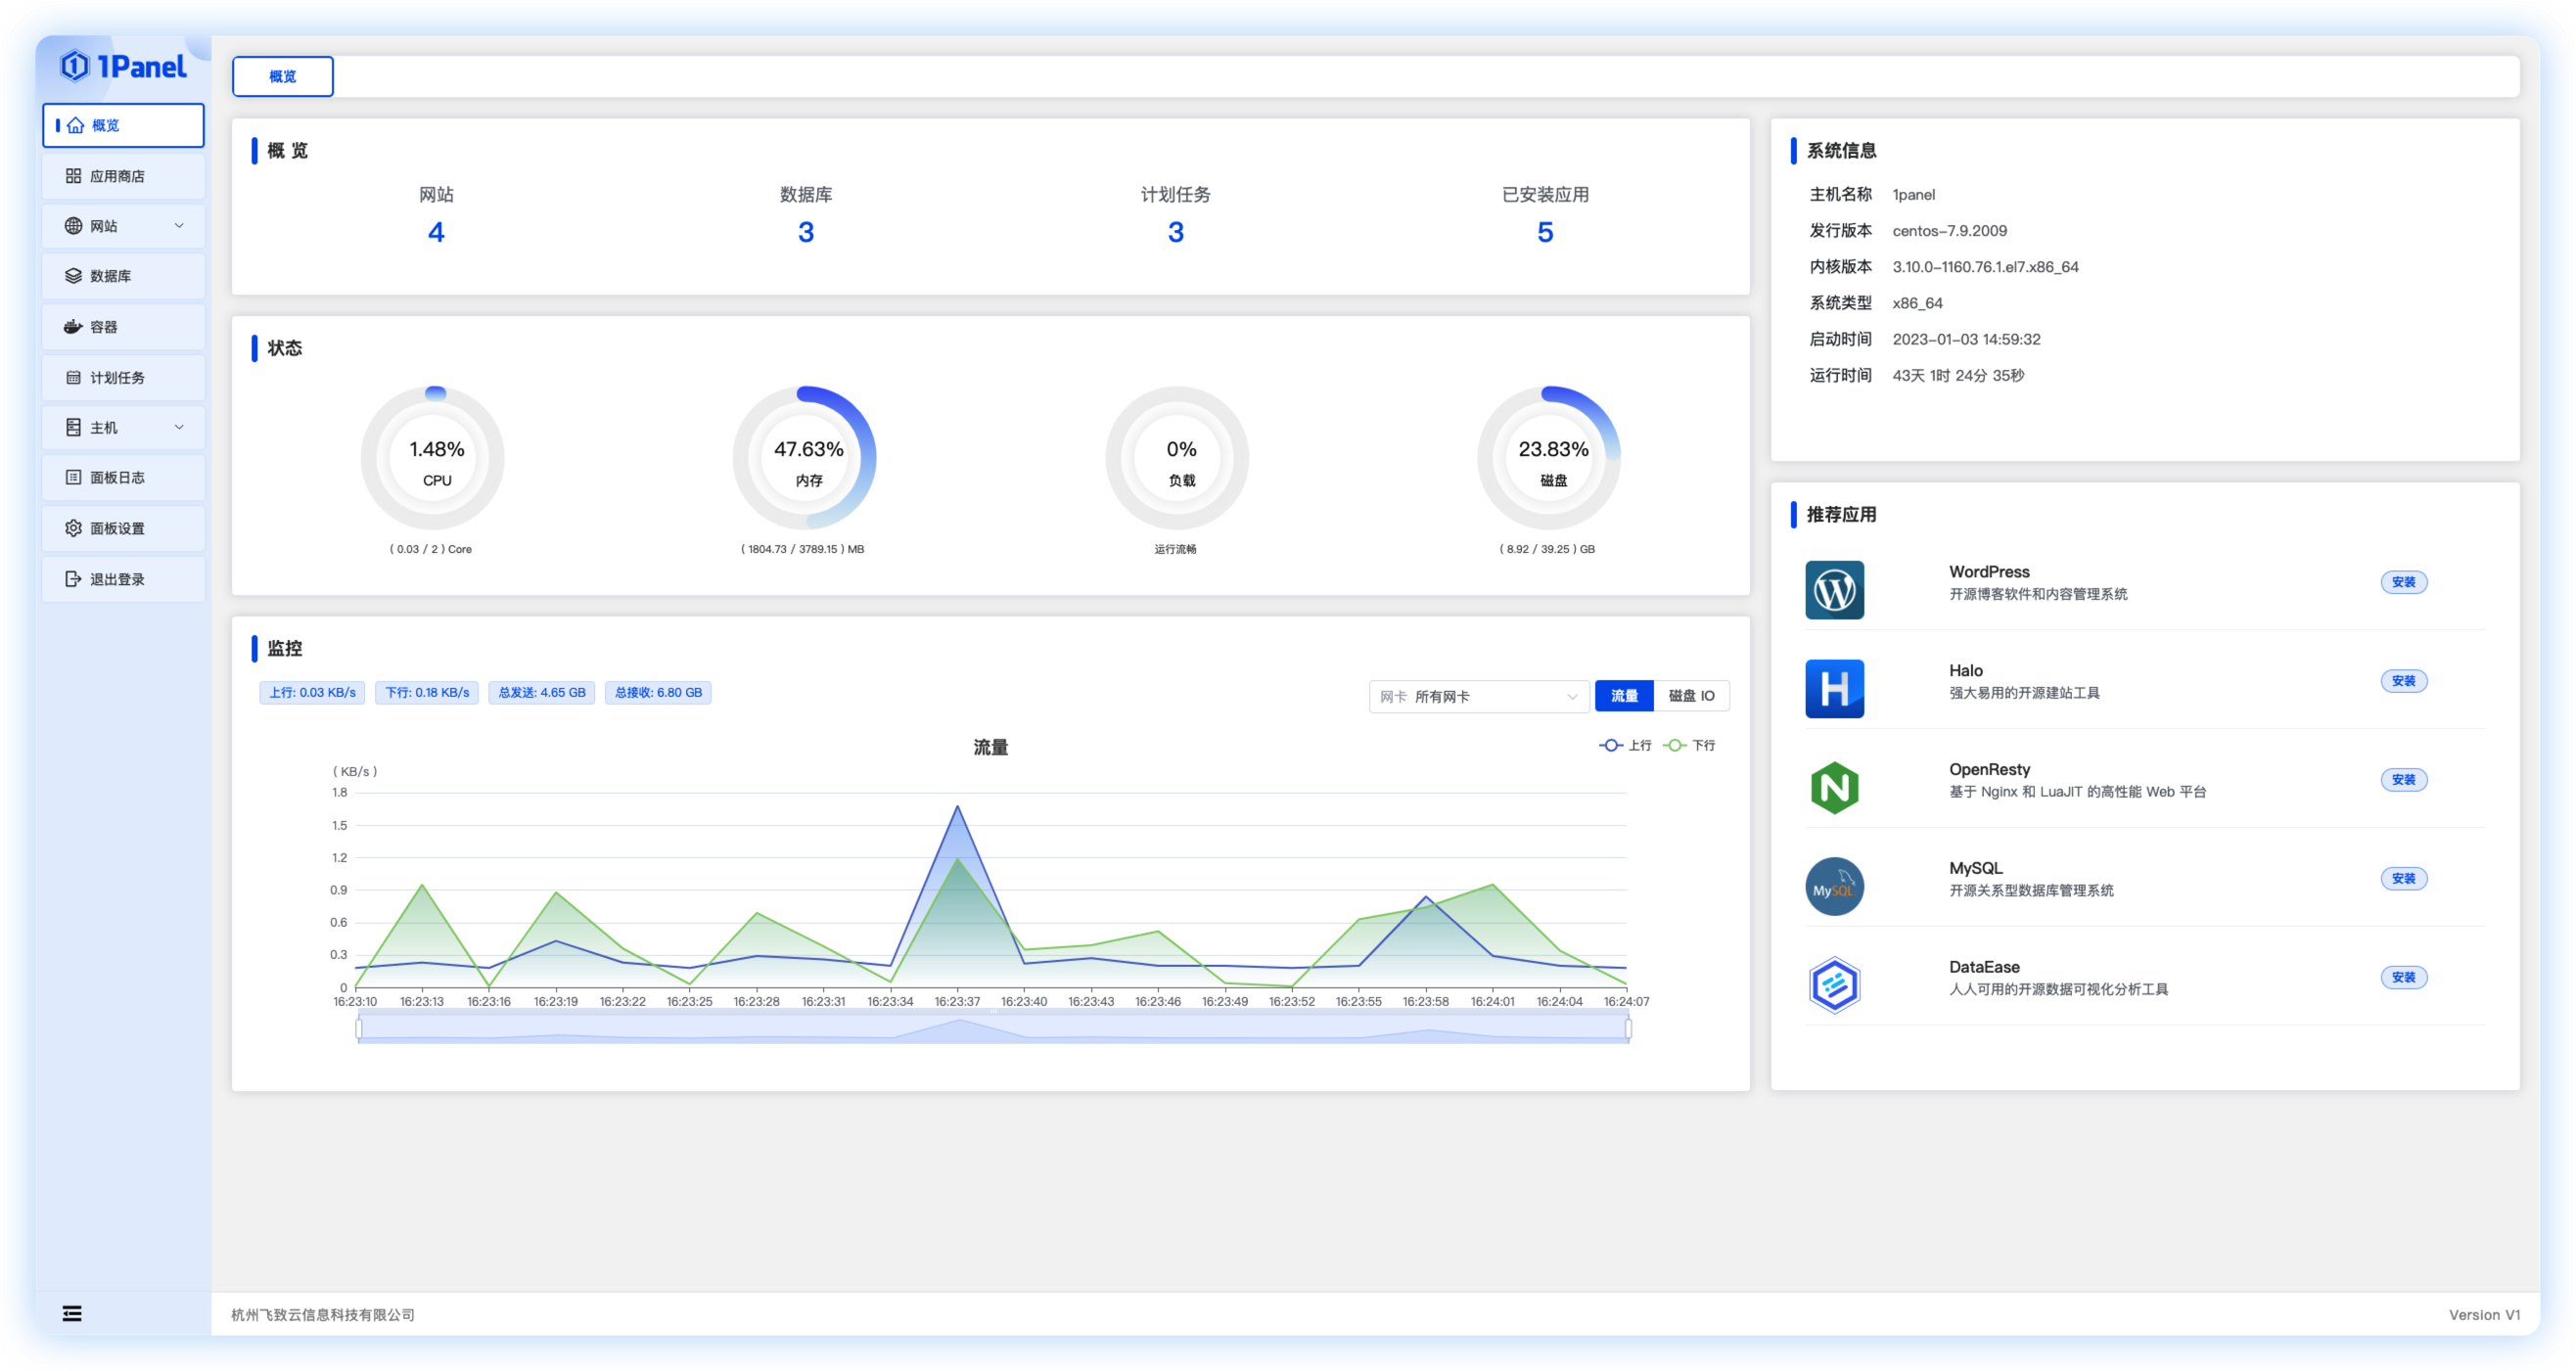 1Panel
概览
应用商店
网站
数据库
容器
计划任务
主机
面板日志
面板设置
退出登录
概览
概 览
网站
数据库
计划任务
已安装应用
4
3
3
5
状态
1.48%
CPU
( 0.03 / 2 ) Core
47.63%
内存
( 1804.73 / 3789.15 ) MB
0%
负载
运行流畅
23.83%
磁盘
( 8.92 / 39.25 ) GB
监控
上行: 0.03 KB/s
下行: 0.18 KB/s
总发送: 4.65 GB
总接收: 6.80 GB
网卡 所有网卡
流量
磁盘 IO
流量
上行
下行
( KB/s )
1.8
1.5
1.2
0.9
0.6
0.3
0
16:23:10 16:23:13 16:23:16 16:23:19 16:23:22 16:23:25 16:23:28 16:23:31 16:23:34 16:23:37 16:23:40 16:23:43 16:23:46 16:23:49 16:23:52 16:23:55 16:23:58 16:24:01 16:24:04 16:24:07
系统信息
主机名称 1panel
发行版本 centos-7.9.2009
内核版本 3.10.0-1160.76.1.el7.x86_64
系统类型 x86_64
启动时间 2023-01-03 14:59:32
运行时间 43天 1时 24分 35秒
推荐应用
WordPress
开源博客软件和内容管理系统
安装
Halo
强大易用的开源建站工具
安装
OpenResty
基于 Nginx 和 LuaJIT 的高性能 Web 平台
安装
MySQL
MySQL
开源关系型数据库管理系统
安装
DataEase
人人可用的开源数据可视化分析工具
安装
杭州飞致云信息科技有限公司
Version V1